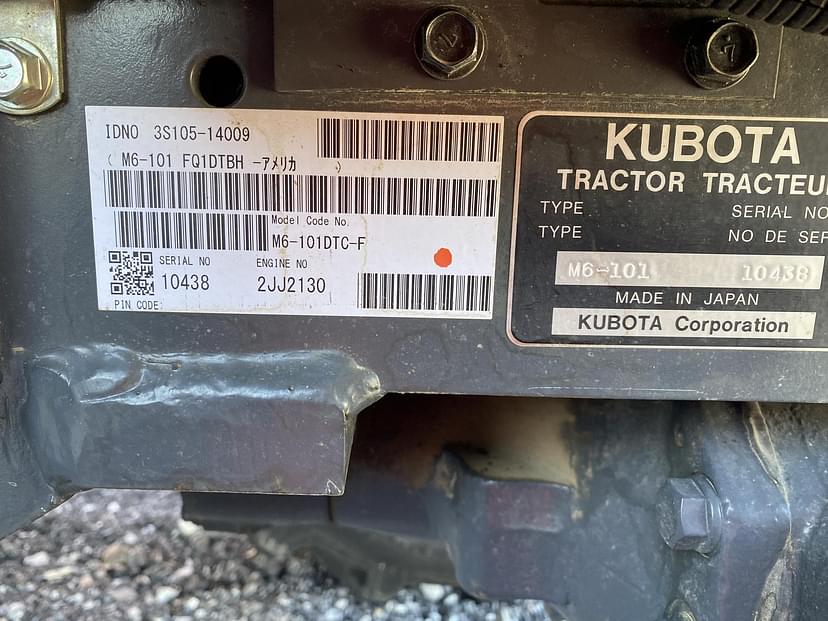 IDNO 3S105-14009
( M6-101 FQ1DTBH -アメリカ )
Model Code No.
M6-101DTC-F
SERIAL NO
10438
ENGINE NO
2JJ2130
PIN CODE:
KUBOTA
TRACTOR TRACTEU
TYPE SERIAL NO
TYPE NO DE SER
M6-101 10438
MADE IN JAPAN
KUBOTA Corporation
7